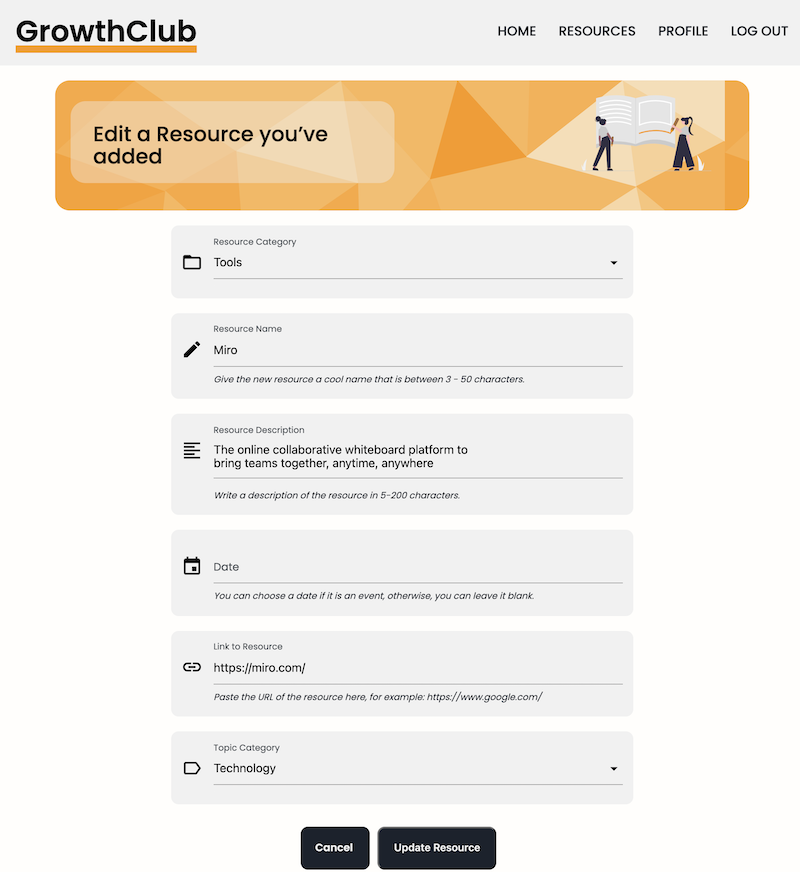 GrowthClub
HOME RESOURCES PROFILE LOG OUT
Edit a Resource you’ve
added
Resource Category
Tools
Resource Name
Miro
Give the new resource a cool name that is between 3 - 50 characters.
Resource Description
The online collaborative whiteboard platform to
bring teams together, anytime, anywhere
Write a description of the resource in 5-200 characters.
Date
You can choose a date if it is an event, otherwise, you can leave it blank.
Link to Resource
https://miro.com/
Paste the URL of the resource here, for example: https://www.google.com/
Topic Category
Technology
Cancel
Update Resource